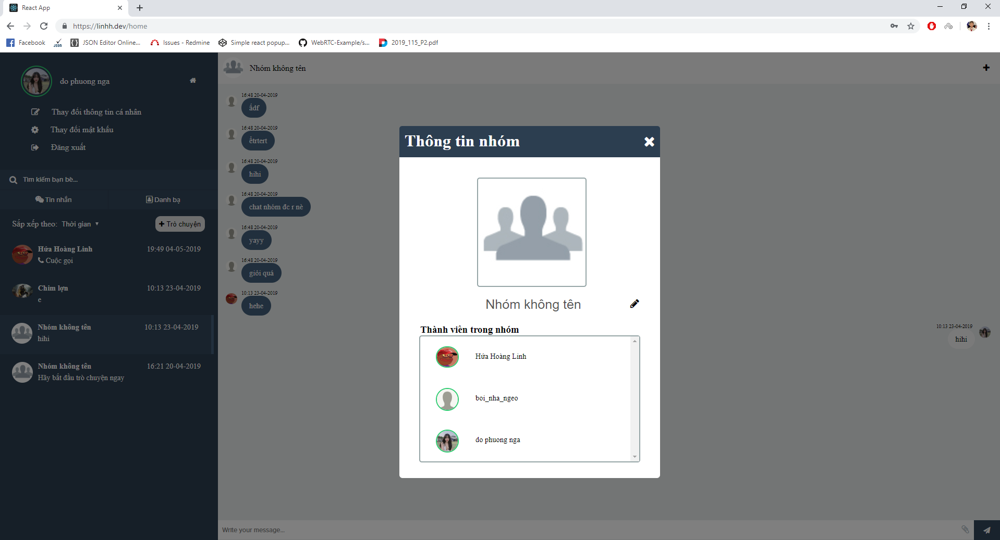 React App
https://linhh.dev/home
Facebook
JSON
JSON Editor Online...
Issues - Redmine
Simple react popup...
WebRTC-Example/s...
2019_115_P2.pdf
do phuong nga
Thay đổi thông tin cá nhân
Thay đổi mật khẩu
Đăng xuất
Tìm kiếm bạn bè...
Tin nhắn
Danh bạ
Sắp xếp theo: Thời gian
Trò chuyện
Hứa Hoàng Linh 19:49 04-05-2019
Cuộc gọi
Chim lợn 10:13 23-04-2019
e
Nhóm không tên 10:13 23-04-2019
hihi
Nhóm không tên 16:21 20-04-2019
Hãy bắt đầu trò chuyện ngay
Nhóm không tên
16:48 20-04-2019
ấdf
16:48 20-04-2019
ềtrtert
16:48 20-04-2019
hihi
16:48 20-04-2019
chat nhóm đc r nè
16:48 20-04-2019
yayy
16:48 20-04-2019
giỏi quá
10:13 23-04-2019
hehe
10:13 23-04-2019
hihi
Write your message...
Thông tin nhóm
Nhóm không tên
Thành viên trong nhóm
Hứa Hoàng Linh
boi_nha_ngeo
do phuong nga